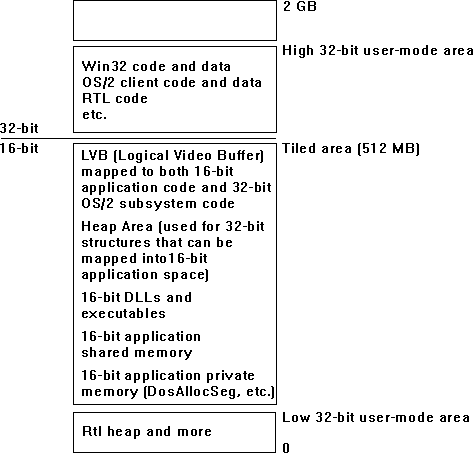 2 GB
High 32-bit user-mode area
Win32 code and data
OS/2 client code and data
RTL code
etc.
32-bit
16-bit
Tiled area (512 MB)
LVB (Logical Video Buffer)
mapped to both 16-bit
application code and 32-bit
OS/2 subsystem code
Heap Area (used for 32-bit
structures that can be
mapped into16-bit
application space)
16-bit DLLs and
executables
16-bit application
shared memory
16-bit application private
memory (DosAllocSeg, etc.)
Low 32-bit user-mode area
Rtl heap and more
0